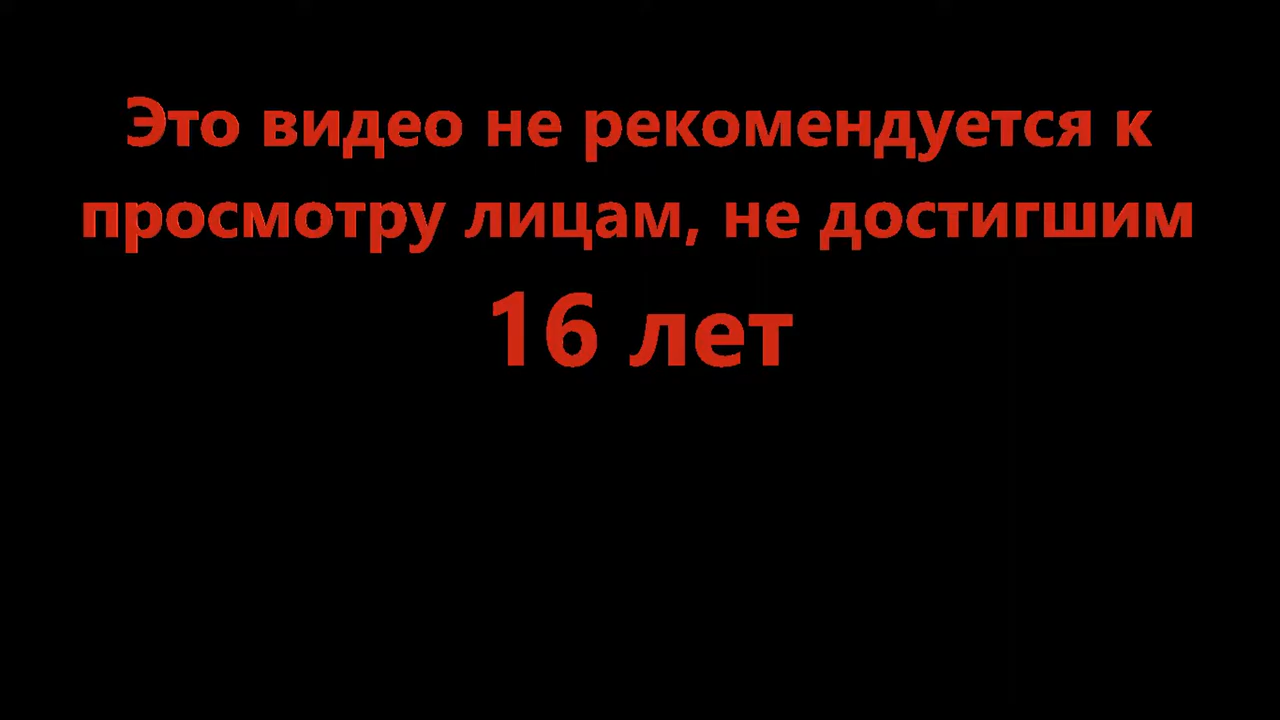 Это видео не рекомендуется к
просмотру лицам, не достигшим
16 лет